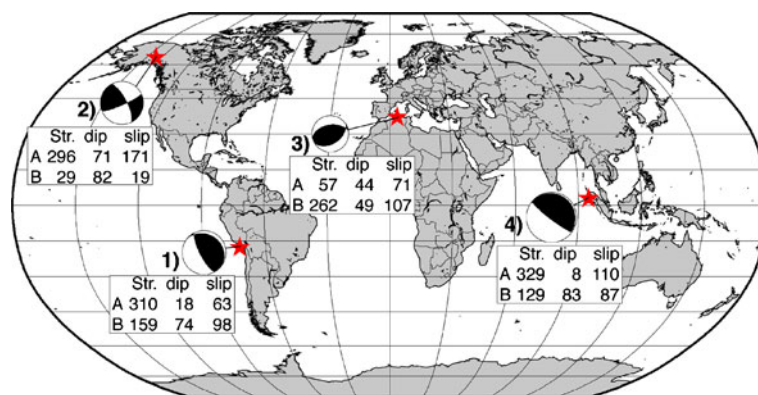 2)
Str. dip slip
A 296 71 171
B 29 82 19
3)
Str. dip slip
A 57 44 71
B 262 49 107
4)
Str. dip slip
A 329 8 110
B 129 83 87
1)
Str. dip slip
A 310 18 63
B 159 74 98